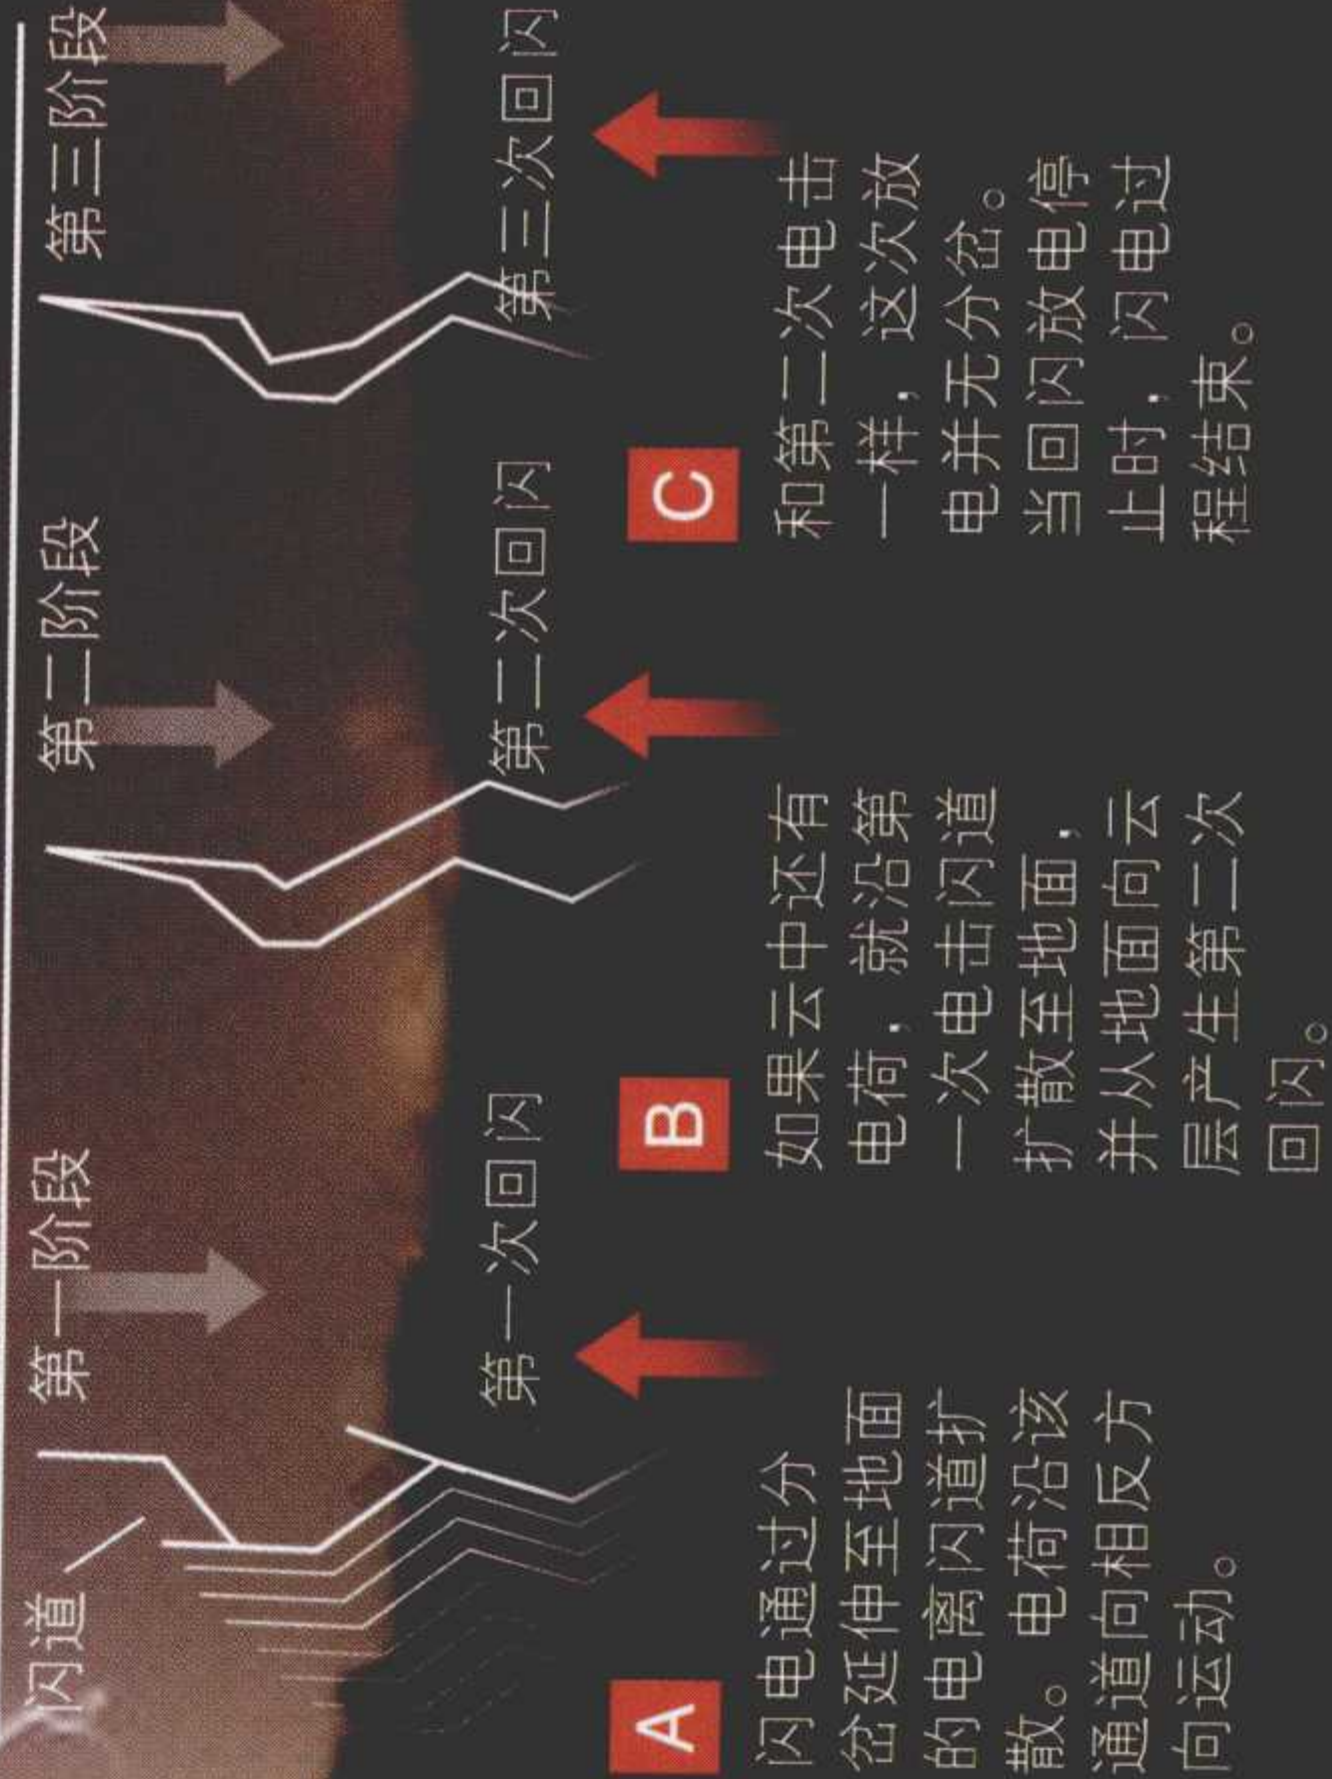 闪道
第一阶段
第二阶段
第三阶段
第一次回闪
第二次回闪
第三次回闪
A
闪电通过分
岔延伸至地面
的电离闪道扩
散。电荷沿该
通道向相反方
向运动。
B
如果云中还有
电荷，就沿第
一次电击闪道
扩散至地面，
并从地面向云
层产生第二次
回闪。
C
和第二次电击
一样，这次放
电并无分岔。
当回闪放电停
止时，闪电过
程结束。